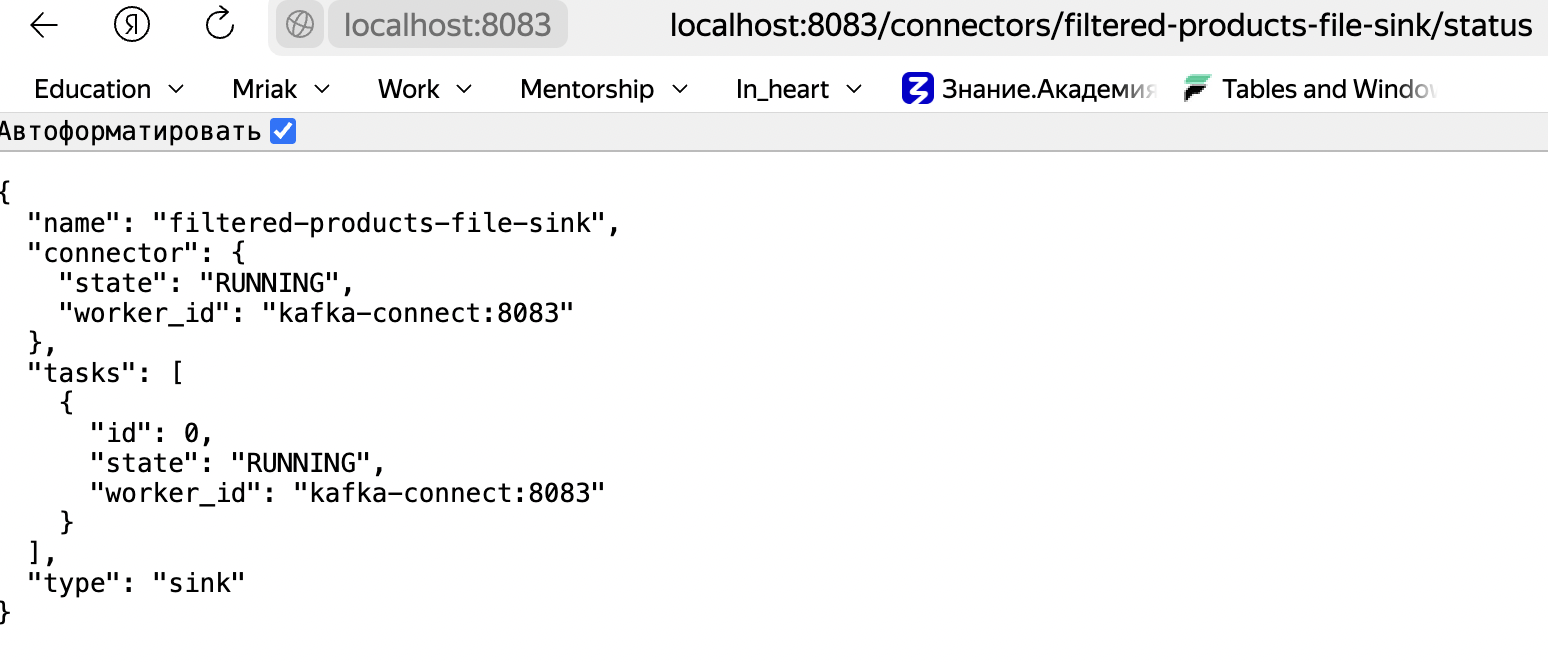 localhost:8083 localhost:8083/connectors/filtered-products-file-sink/status
Education Mriak Work Mentorship In_heart Знание.Академия Tables and Window
Автоформатировать
{
  "name": "filtered-products-file-sink",
  "connector": {
    "state": "RUNNING",
    "worker_id": "kafka-connect:8083"
  },
  "tasks": [
    {
      "id": 0,
      "state": "RUNNING",
      "worker_id": "kafka-connect:8083"
    }
  ],
  "type": "sink"
}